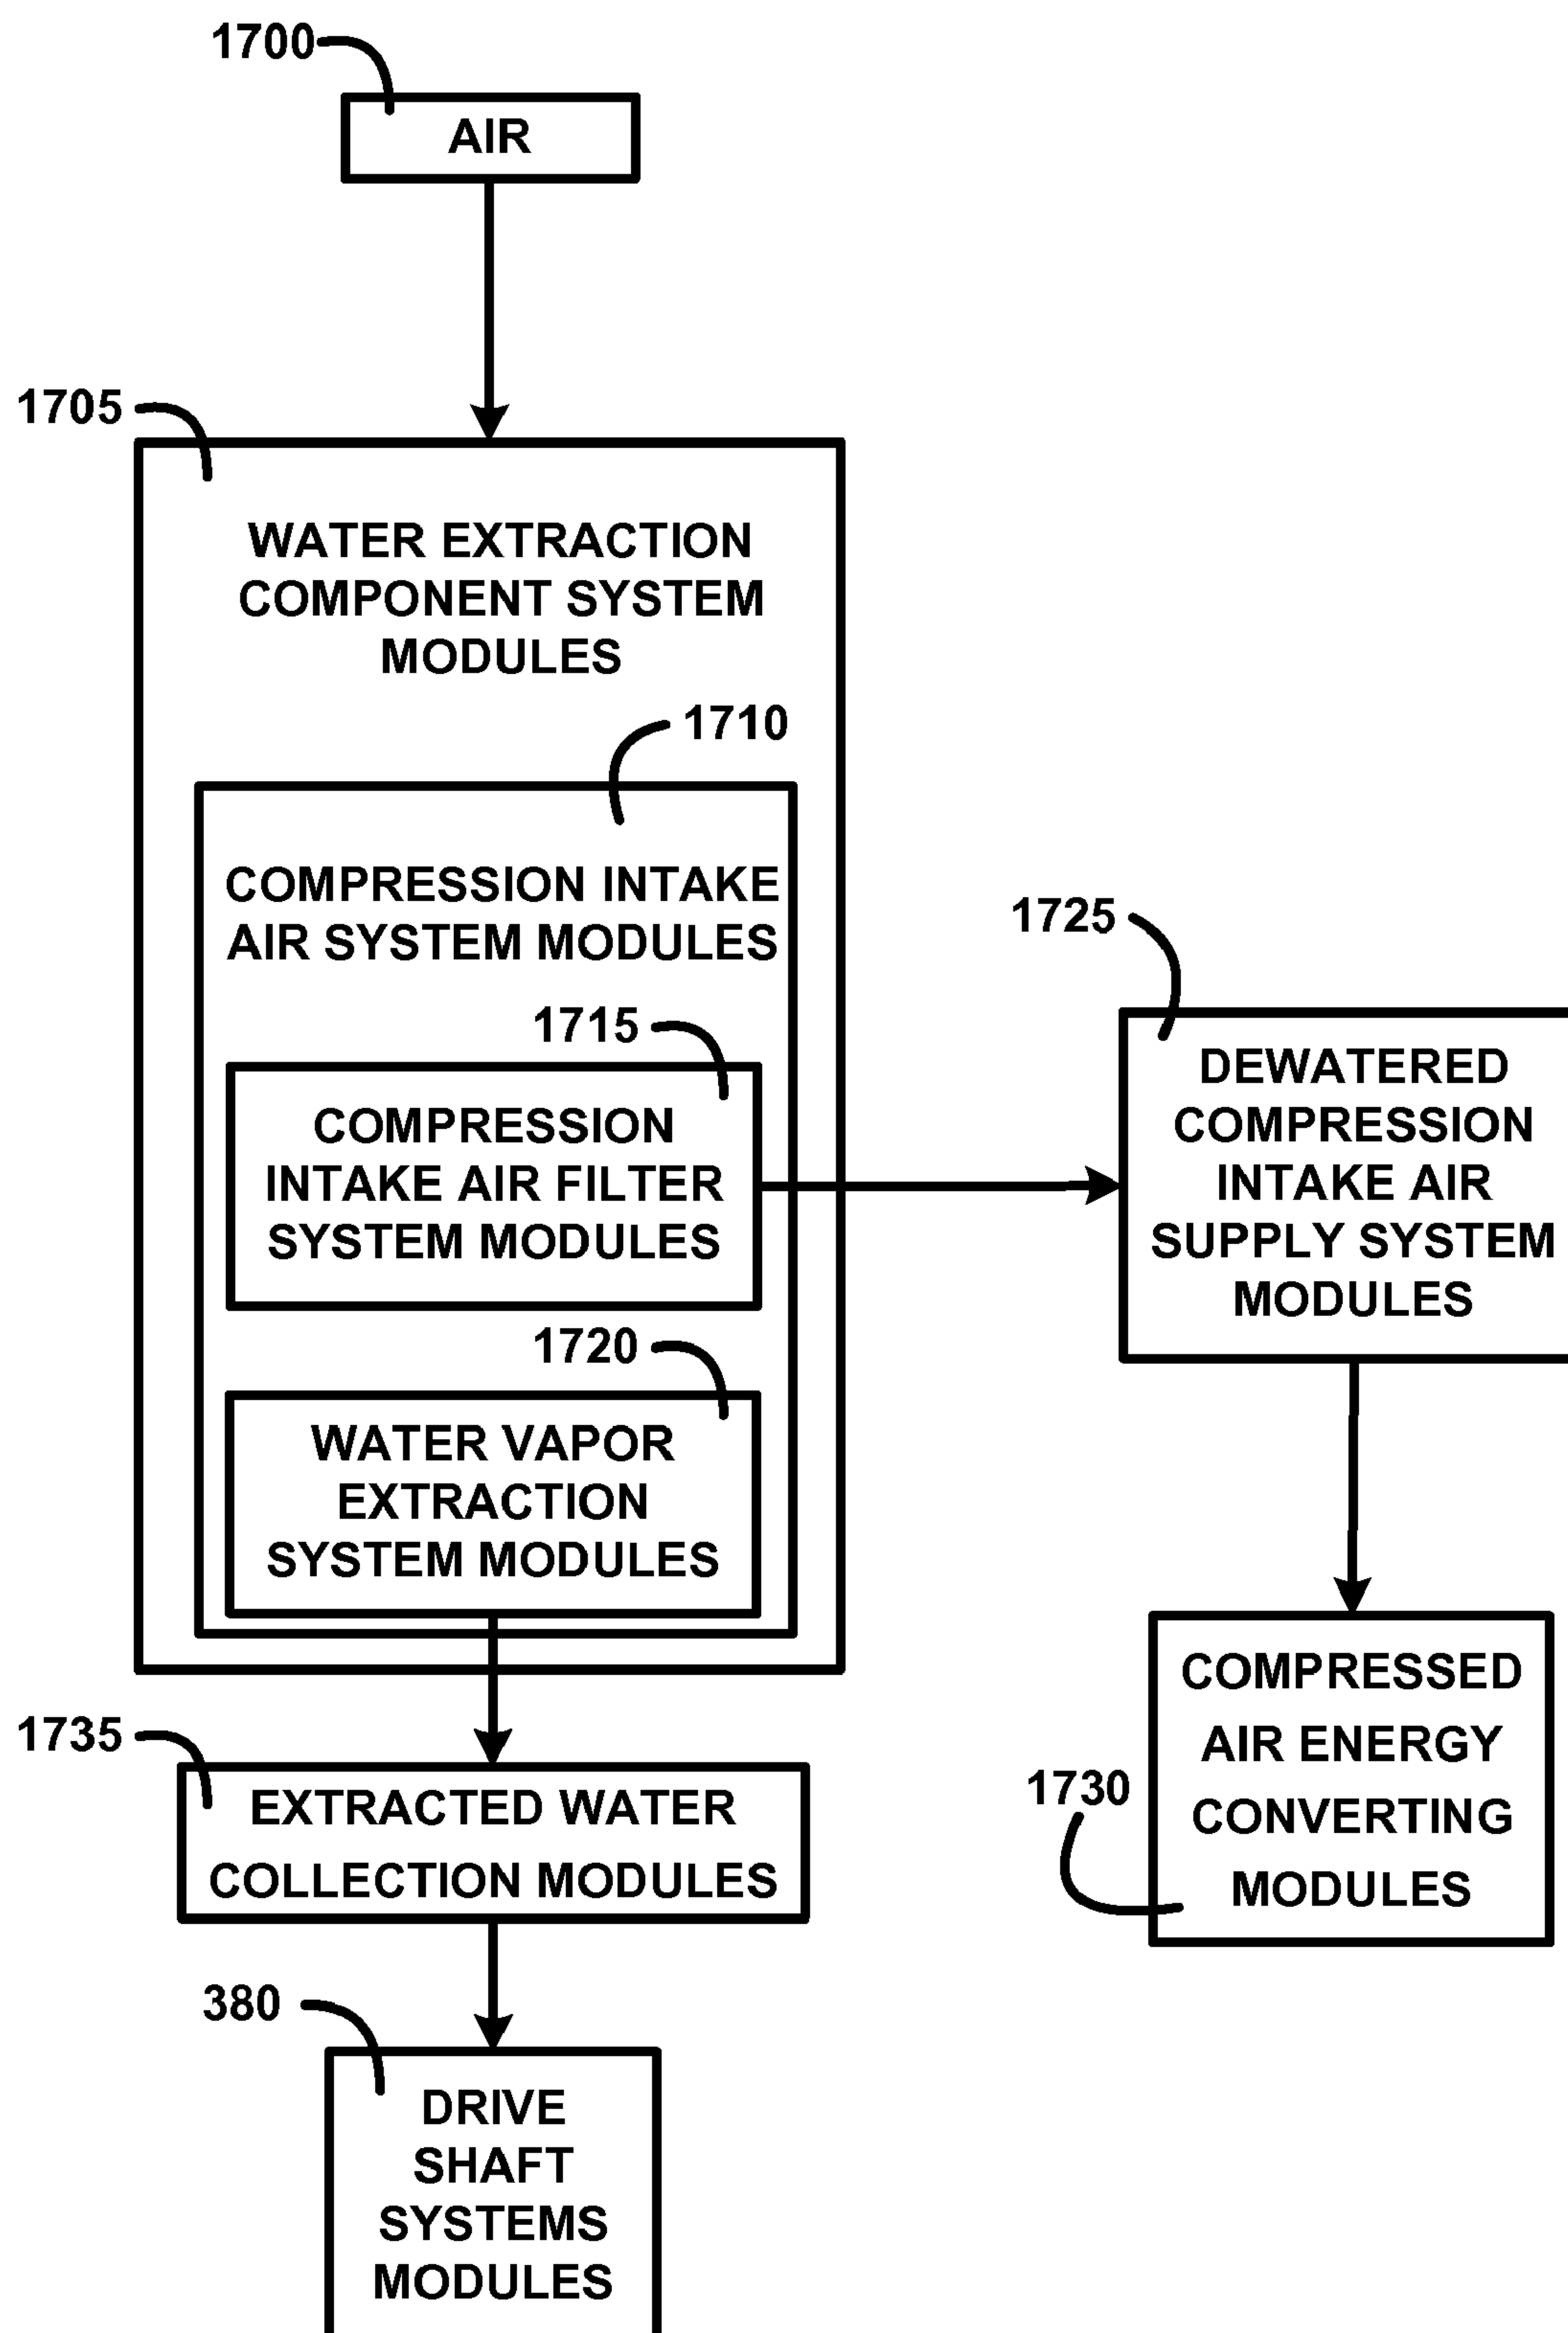 1700
AIR
1705
WATER EXTRACTION
COMPONENT SYSTEM
MODULES
1710
COMPRESSION INTAKE
AIR SYSTEM MODULES
1715
COMPRESSION
INTAKE AIR FILTER
SYSTEM MODULES
1720
WATER VAPOR
EXTRACTION
SYSTEM MODULES
1725
DEWATERED
COMPRESSION
INTAKE AIR
SUPPLY SYSTEM
MODULES
1730
COMPRESSED
AIR ENERGY
CONVERTING
MODULES
1735
EXTRACTED WATER
COLLECTION MODULES
380
DRIVE
SHAFT
SYSTEMS
MODULES